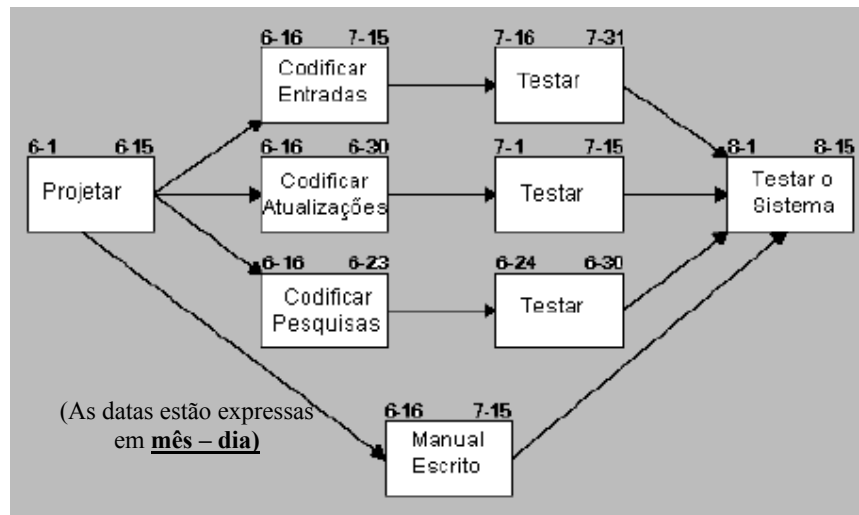 6-16 7-15
Codificar
Entradas
7-16 7-31
Testar
6-1 6-15
Projetar
6-16 6-30
Codificar
Atualizações
7-1 7-15
Testar
8-1 8-15
Testar o
Sistema
6-16 6-23
Codificar
Pesquisas
6-24 6-30
Testar
(As datas estão expressas
em mês – dia)
6-16 7-15
Manual
Escrito